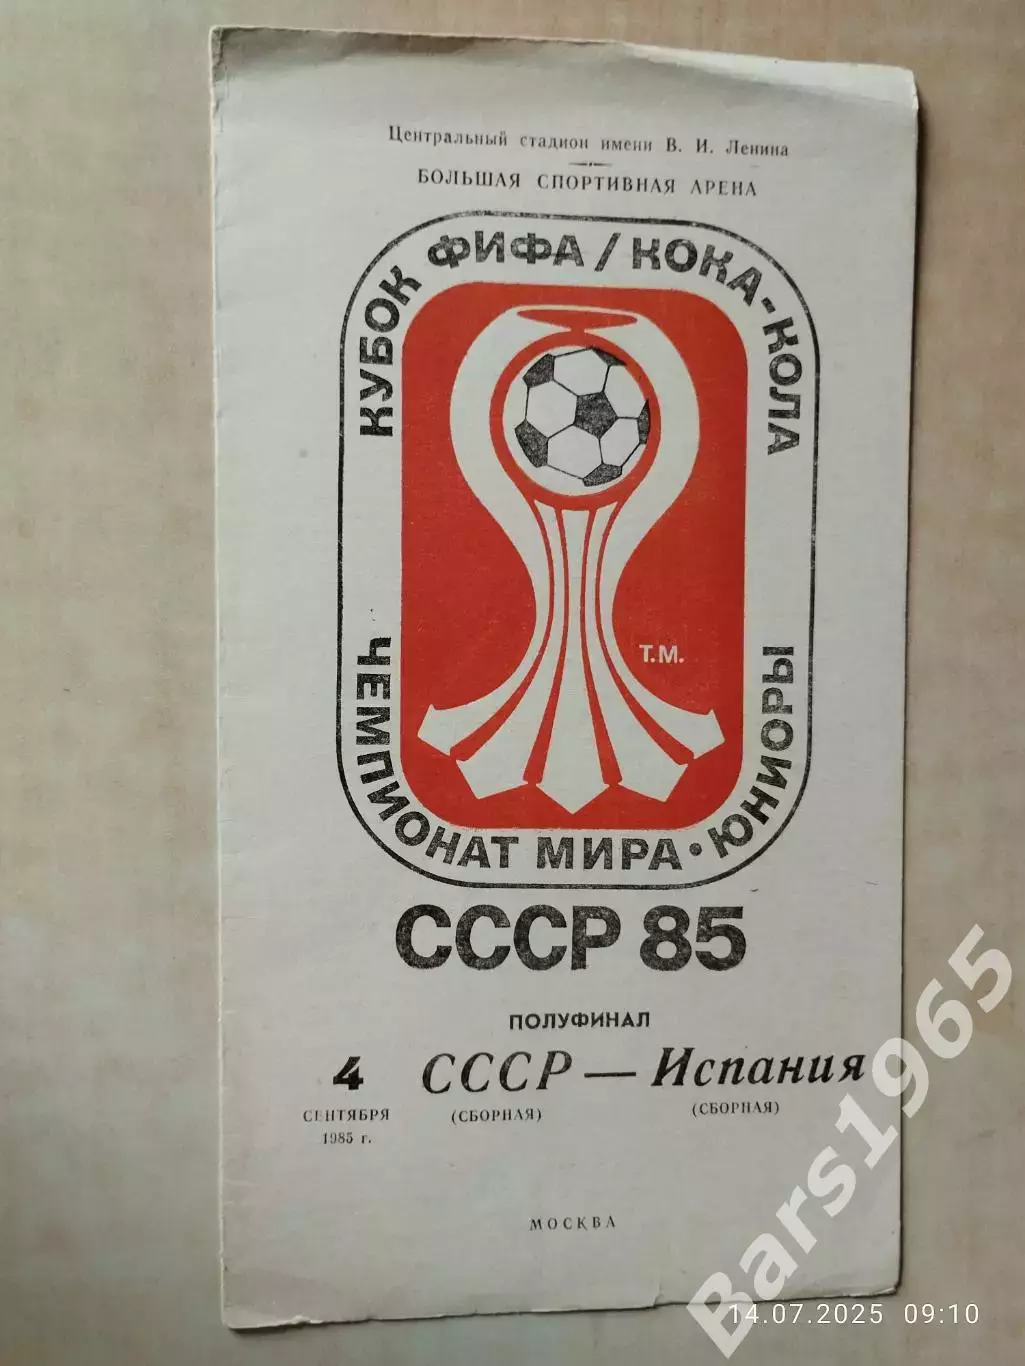 Центральный стадион имени В. И. Ленина
БОЛЬШАЯ СПОРТИВНАЯ АРЕНА
КУБОК ФИФА / КОКА-КОЛА
Т.М.
ЧЕМПИОНАТ МИРА • ЮНИОРЫ
СССР 85
ПОЛУФИНАЛ
4 СССР — Испания
СЕНТЯБРЯ (СБОРНАЯ) (СБОРНАЯ)
1985 г.
МОСКВА
Bars1965
14.07.2025 09:10